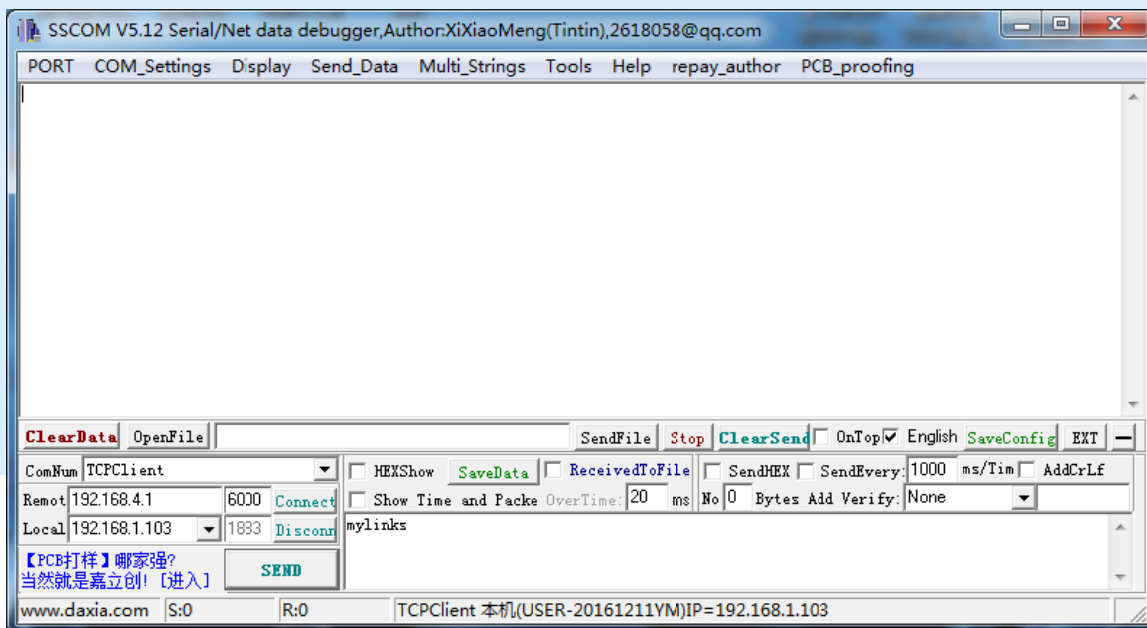 SSCOM V5.12 Serial/Net data debugger,Author:XiXiaoMeng(Tintin),2618058@qq.com
PORT COM_Settings Display Send_Data Multi_Strings Tools Help repay_author PCB_proofing
ClearData OpenFile SendFile Stop ClearSend OnTop English SaveConfig EXT —
ComNum TCPClient HEXShow SaveData ReceivedToFile SendHEX SendEvery: 1000 ms/Tim AddCrLf
Remot 192.168.4.1 6000 Connect Show Time and Packe OverTime: 20 ms No 0 Bytes Add Verify: None
Local 192.168.1.103 1833 Disconn mylinks
【PCB打样】哪家强?
当然就是嘉立创! [进入] SEND
www.daxia.com S:0 R:0 TCPClient 本机(USER-20161211YM)IP=192.168.1.103